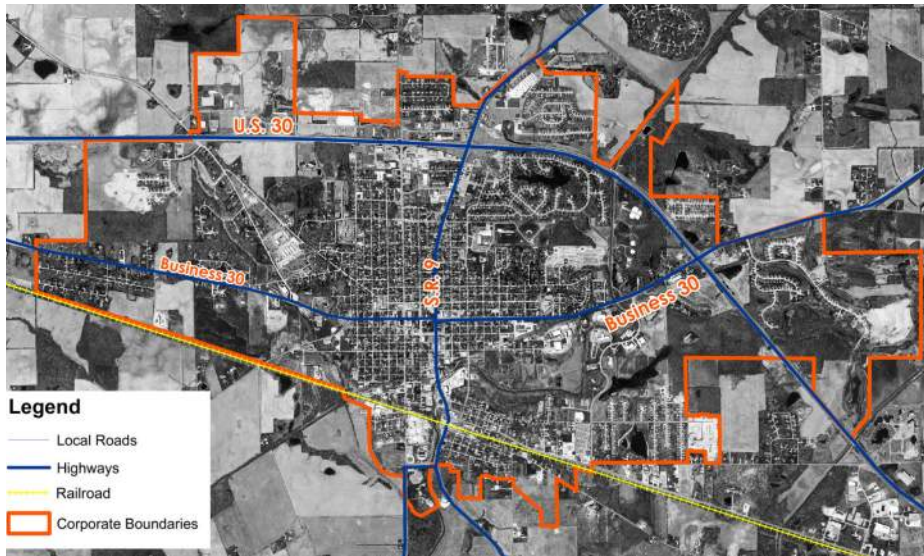 U.S. 30
Business 30
S.R. 9
Business 30
Legend
Local Roads
Highways
Railroad
Corporate Boundaries